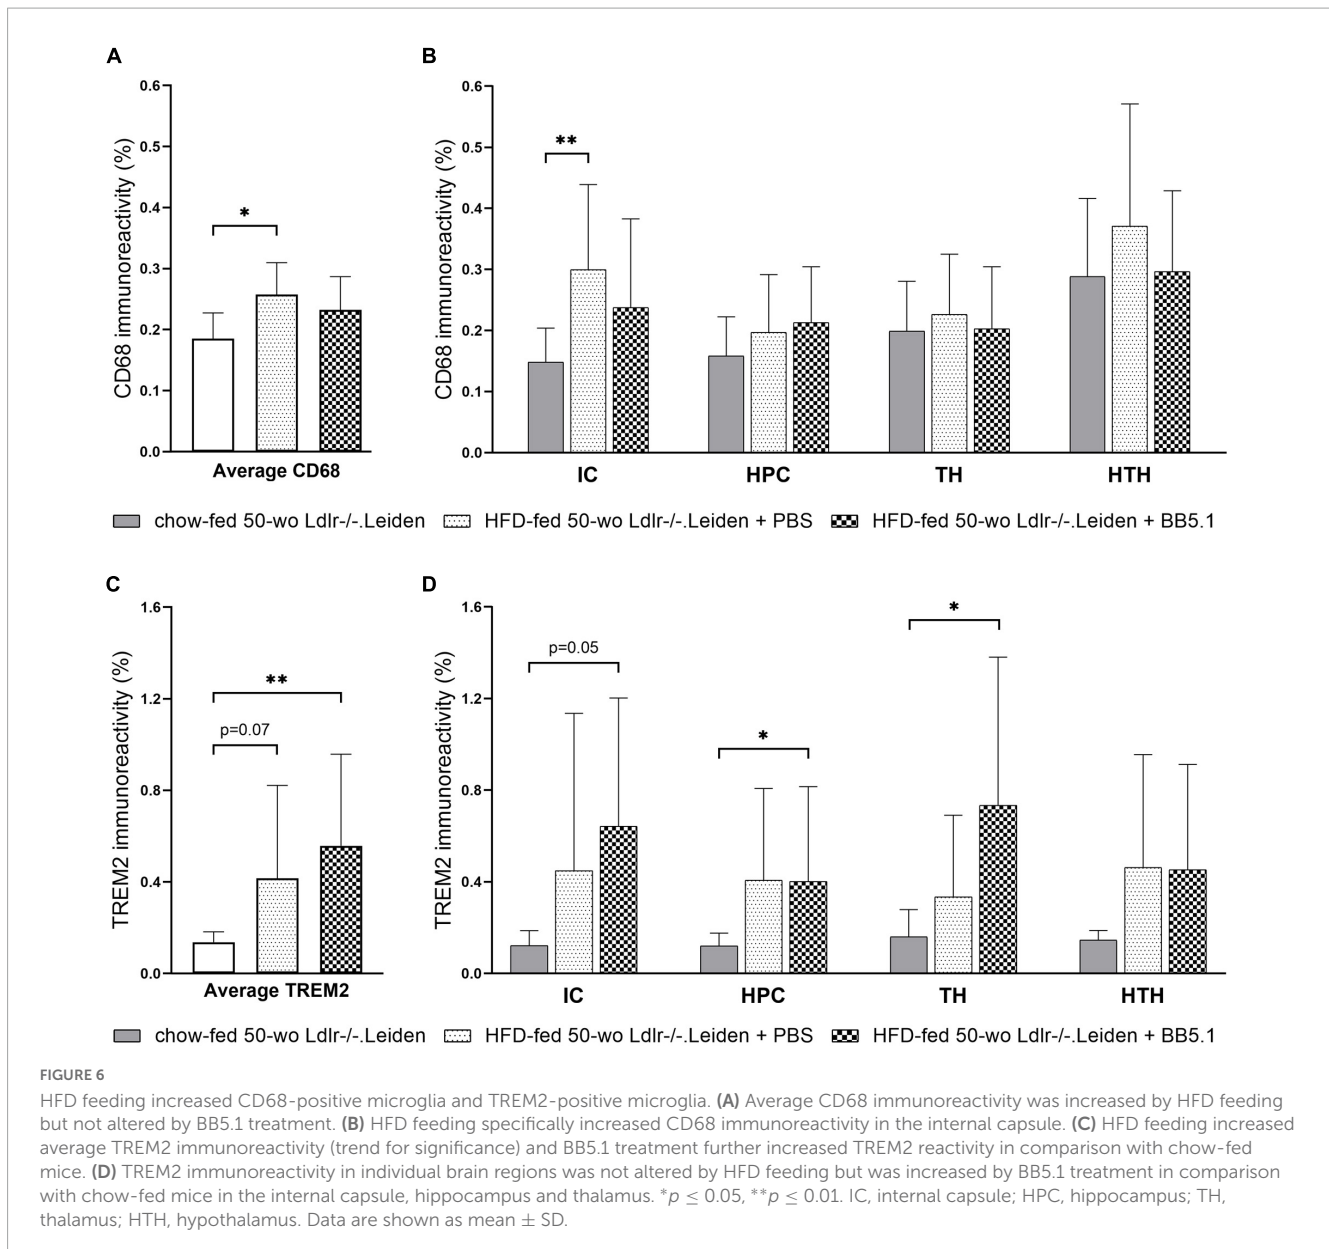 A
B
0.6
0.5
0.4
0.3
0.2
0.1
0.0
CD68 immunoreactivity (%)
*
Average CD68
0.6
0.5
0.4
0.3
0.2
0.1
0.0
CD68 immunoreactivity (%)
**
IC HPC TH HTH
chow-fed 50-wo Ldlr-/-.Leiden HFD-fed 50-wo Ldlr-/-.Leiden + PBS HFD-fed 50-wo Ldlr-/-.Leiden + BB5.1
C
D
1.6
1.2
0.8
0.4
0.0
TREM2 immunoreactivity (%)
**
p=0.07
Average TREM2
1.6
1.2
0.8
0.4
0.0
TREM2 immunoreactivity (%)
p=0.05
*
*
IC HPC TH HTH
chow-fed 50-wo Ldlr-/-.Leiden HFD-fed 50-wo Ldlr-/-.Leiden + PBS HFD-fed 50-wo Ldlr-/-.Leiden + BB5.1
FIGURE 6
HFD feeding increased CD68-positive microglia and TREM2-positive microglia. (A) Average CD68 immunoreactivity was increased by HFD feeding
but not altered by BB5.1 treatment. (B) HFD feeding specifically increased CD68 immunoreactivity in the internal capsule. (C) HFD feeding increased
average TREM2 immunoreactivity (trend for significance) and BB5.1 treatment further increased TREM2 reactivity in comparison with chow-fed
mice. (D) TREM2 immunoreactivity in individual brain regions was not altered by HFD feeding but was increased by BB5.1 treatment in comparison
with chow-fed mice in the internal capsule, hippocampus and thalamus. *p ≤ 0.05, **p ≤ 0.01. IC, internal capsule; HPC, hippocampus; TH,
thalamus; HTH, hypothalamus. Data are shown as mean ± SD.